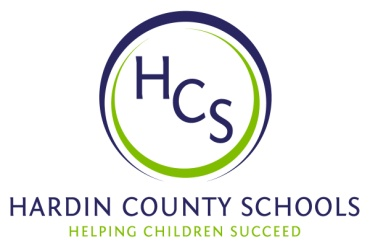 HCS
HARDIN COUNTY SCHOOLS
HELPING CHILDREN SUCCEED